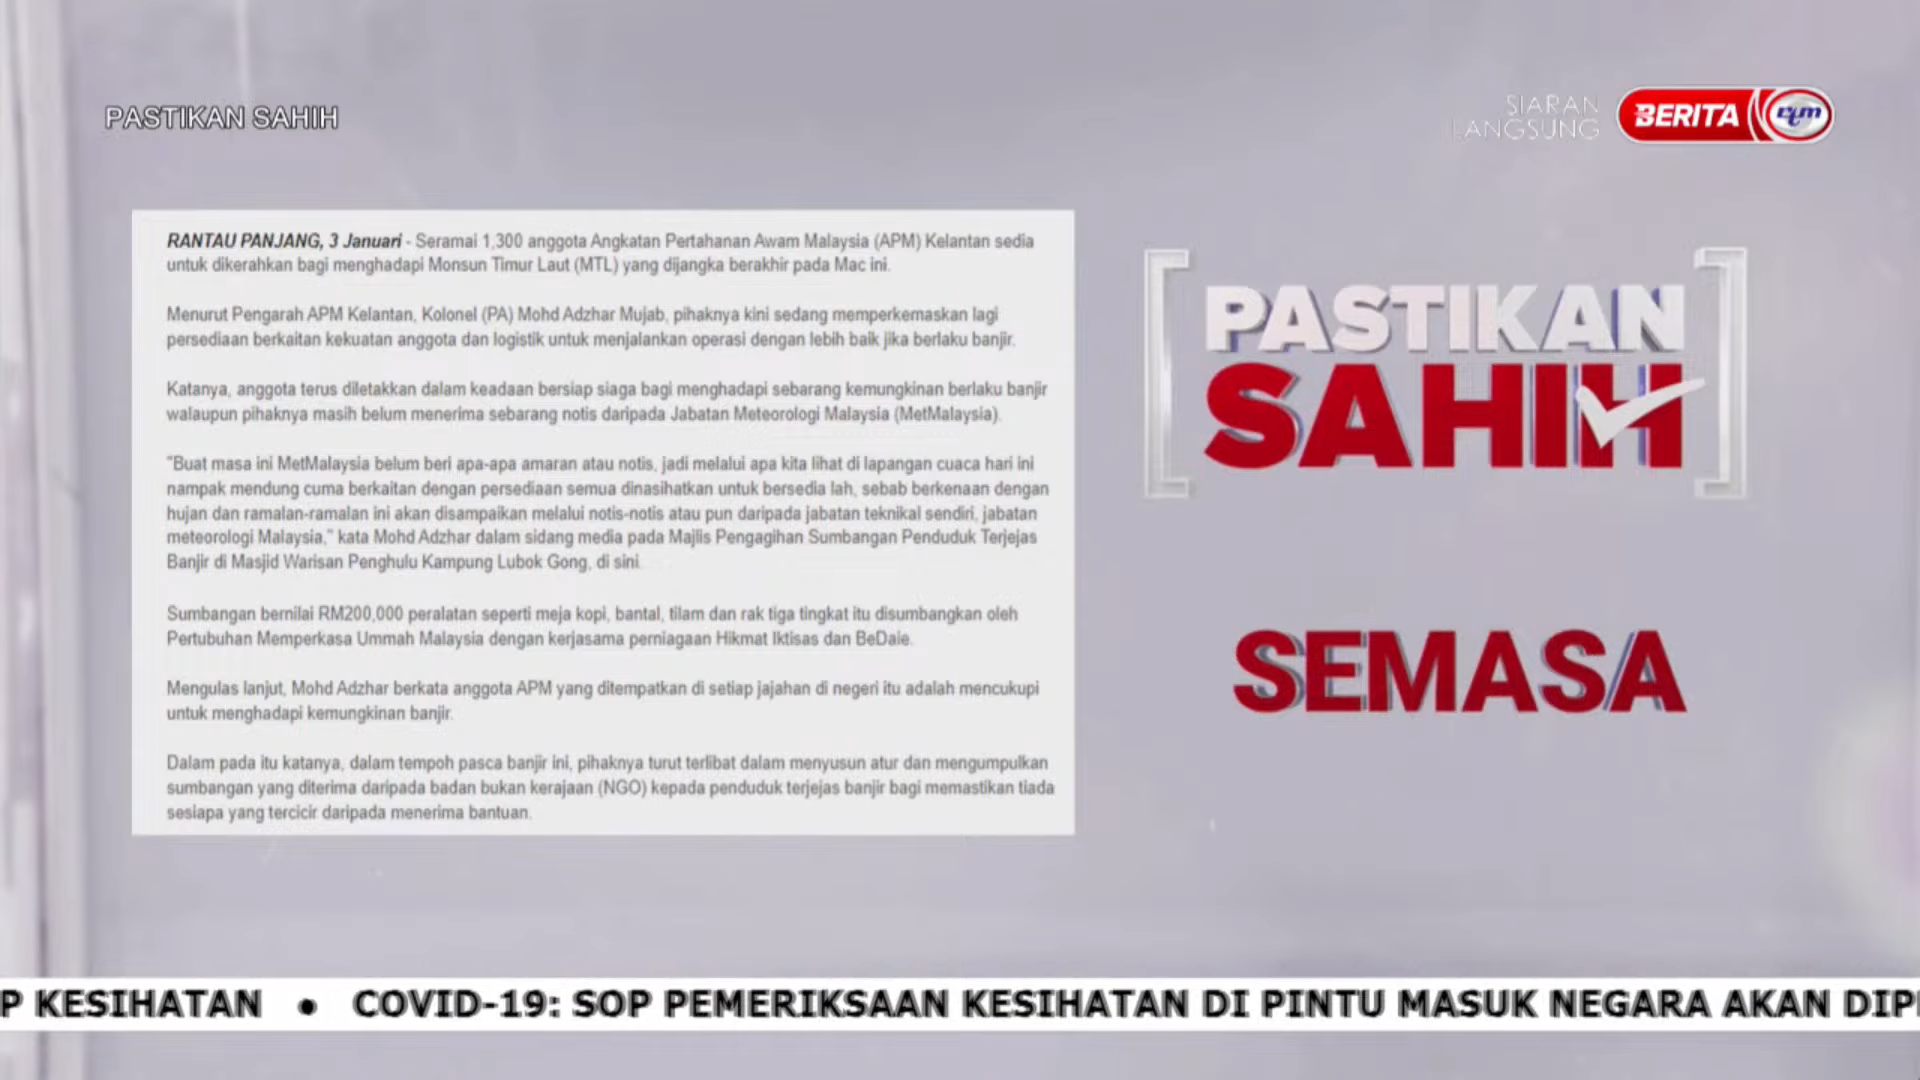 PASTIKAN SAHIH
SIARAN
LANGSUNG
BERITA rtm
RANTAU PANJANG, 3 Januari - Seramai 1,300 anggota Angkatan Pertahanan Awam Malaysia (APM) Kelantan sedia
untuk dikerahkan bagi menghadapi Monsun Timur Laut (MTL) yang dijangka berakhir pada Mac ini.
Menurut Pengarah APM Kelantan, Kolonel (PA) Mohd Adzhar Mujab, pihaknya kini sedang memperkemaskan lagi
persediaan berkaitan kekuatan anggota dan logistik untuk menjalankan operasi dengan lebih baik jika berlaku banjir.
Katanya, anggota terus diletakkan dalam keadaan bersiap siaga bagi menghadapi sebarang kemungkinan berlaku banjir
walaupun pihaknya masih belum menerima sebarang notis daripada Jabatan Meteorologi Malaysia (MetMalaysia).
"Buat masa ini MetMalaysia belum beri apa-apa amaran atau notis, jadi melalui apa kita lihat di lapangan cuaca hari ini
nampak mendung cuma berkaitan dengan persediaan semua dinasihatkan untuk bersedia lah, sebab berkenaan dengan
hujan dan ramalan-ramalan ini akan disampaikan melalui notis-notis atau pun daripada jabatan teknikal sendiri, jabatan
meteorologi Malaysia," kata Mohd Adzhar dalam sidang media pada Majlis Pengagihan Sumbangan Penduduk Terjejas
Banjir di Masjid Warisan Penghulu Kampung Lubok Gong, di sini.
Sumbangan bernilai RM200,000 peralatan seperti meja kopi, bantal, tilam dan rak tiga tingkat itu disumbangkan oleh
Pertubuhan Memperkasa Ummah Malaysia dengan kerjasama perniagaan Hikmat Iktisas dan BeDaie.
Mengulas lanjut, Mohd Adzhar berkata anggota APM yang ditempatkan di setiap jajahan di negeri itu adalah mencukupi
untuk menghadapi kemungkinan banjir.
Dalam pada itu katanya, dalam tempoh pasca banjir ini, pihaknya turut terlibat dalam menyusun atur dan mengumpulkan
sumbangan yang diterima daripada badan bukan kerajaan (NGO) kepada penduduk terjejas banjir bagi memastikan tiada
sesiapa yang tercicir daripada menerima bantuan.
PASTIKAN
SAHIH
SEMASA
P KESIHATAN • COVID-19: SOP PEMERIKSAAN KESIHATAN DI PINTU MASUK NEGARA AKAN DIP